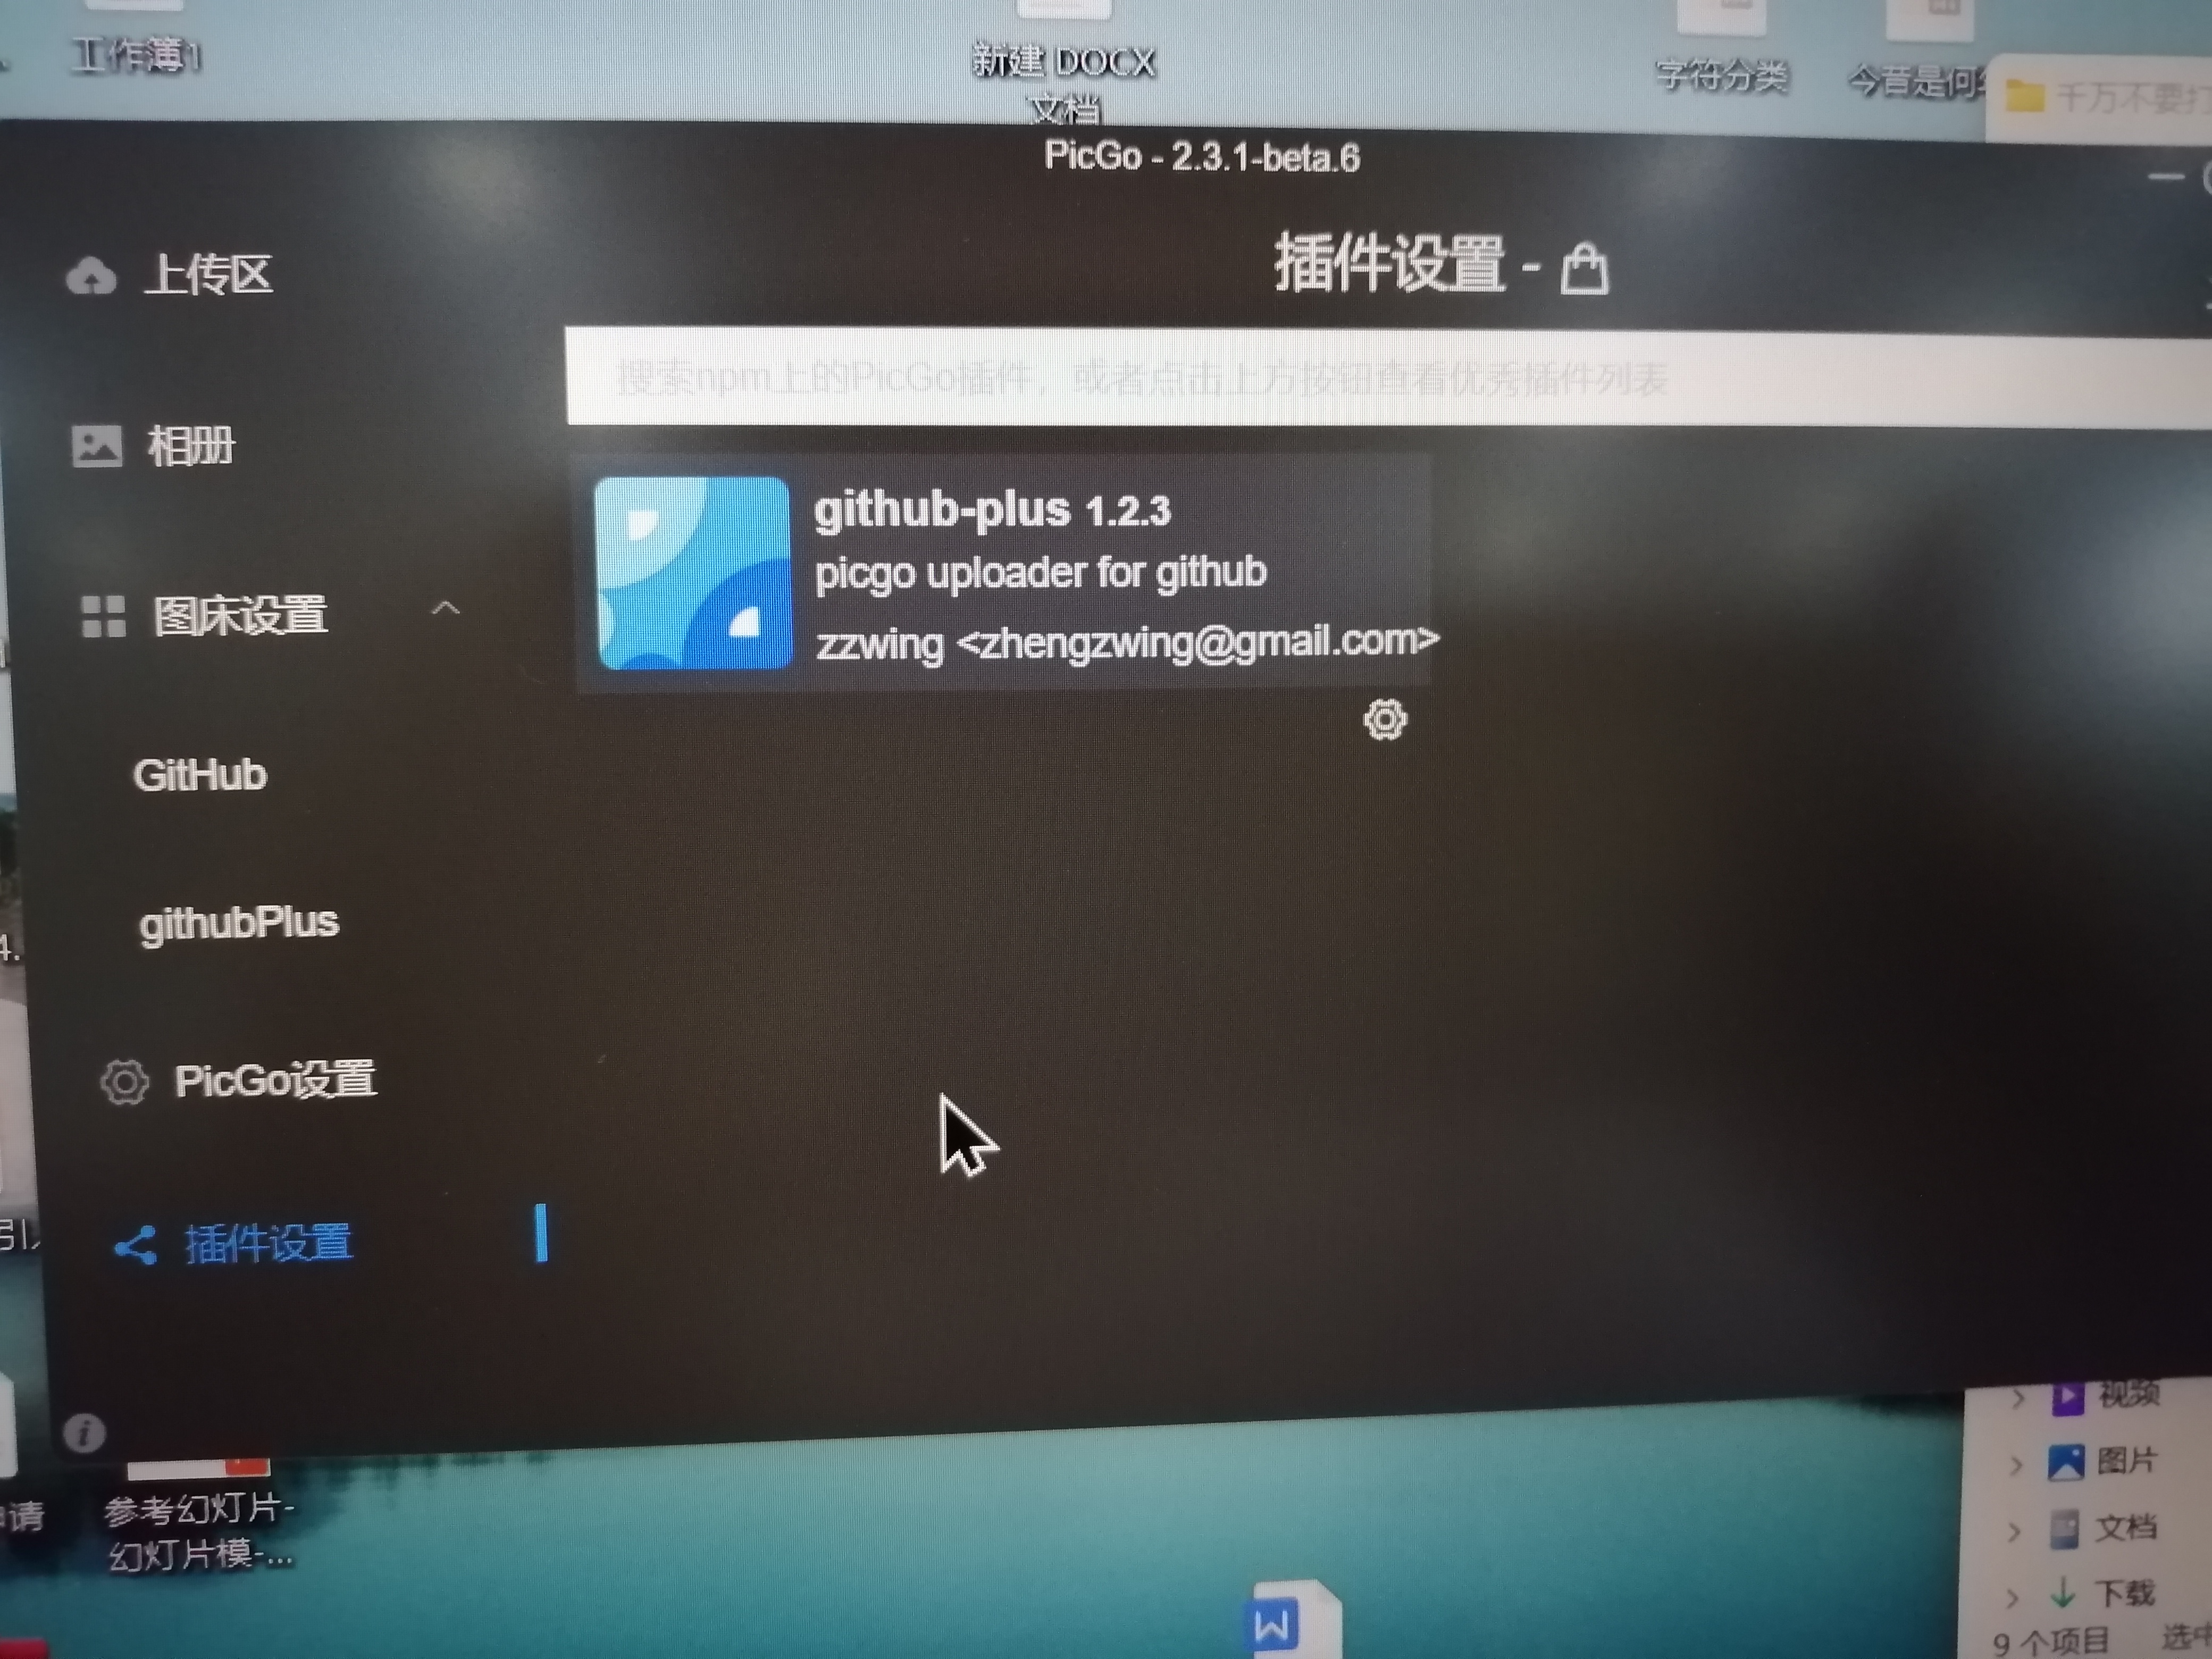 工作簿1
新建 DOCX
文档
字符分类
今昔是何
千万不要打
PicGo - 2.3.1-beta.6
插件设置 -
上传区
搜索npm上的PicGo插件，或者点击上方按钮查看优秀插件列表
相册
github-plus 1.2.3
picgo uploader for github
zzwing <zhengzwing@gmail.com>
图床设置
GitHub
githubPlus
4.
PicGo设置
插件设置
引
视频
图片
文档
下载
9 个项目 选中
请
参考幻灯片-
幻灯片模-...
W